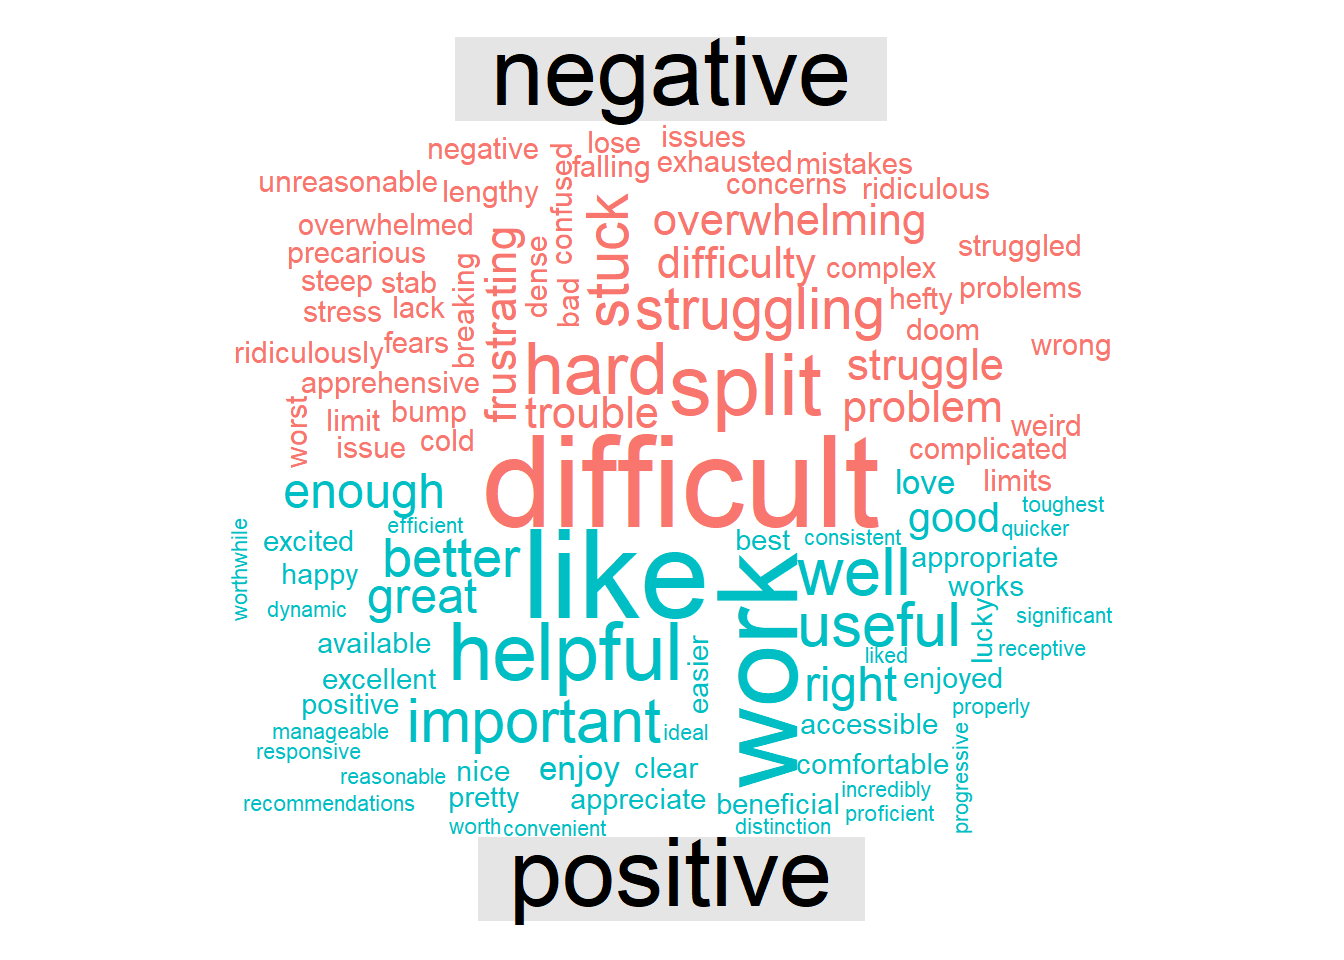 negative
lose issues
negative falling exhausted mistakes
unreasonable lengthy confused concerns ridiculous
overwhelmed stuck overwhelming
precarious frustrating dense difficulty complex struggled
steep stab breaking bad struggling hefty problems
stress lack doom
ridiculously fears hard split struggle wrong
apprehensive trouble problem
worst limit bump weird
issue cold difficult complicated
enough love limits
efficient good toughest
worthwhile excited better like best consistent quicker
happy great work well appropriate
dynamic useful works
available helpful easier liked lucky significant
excellent right enjoyed receptive
positive important ideal accessible properly
manageable
responsive nice enjoy clear comfortable progressive
reasonable
recommendations pretty appreciate beneficial incredibly
worth convenient distinction proficient
positive